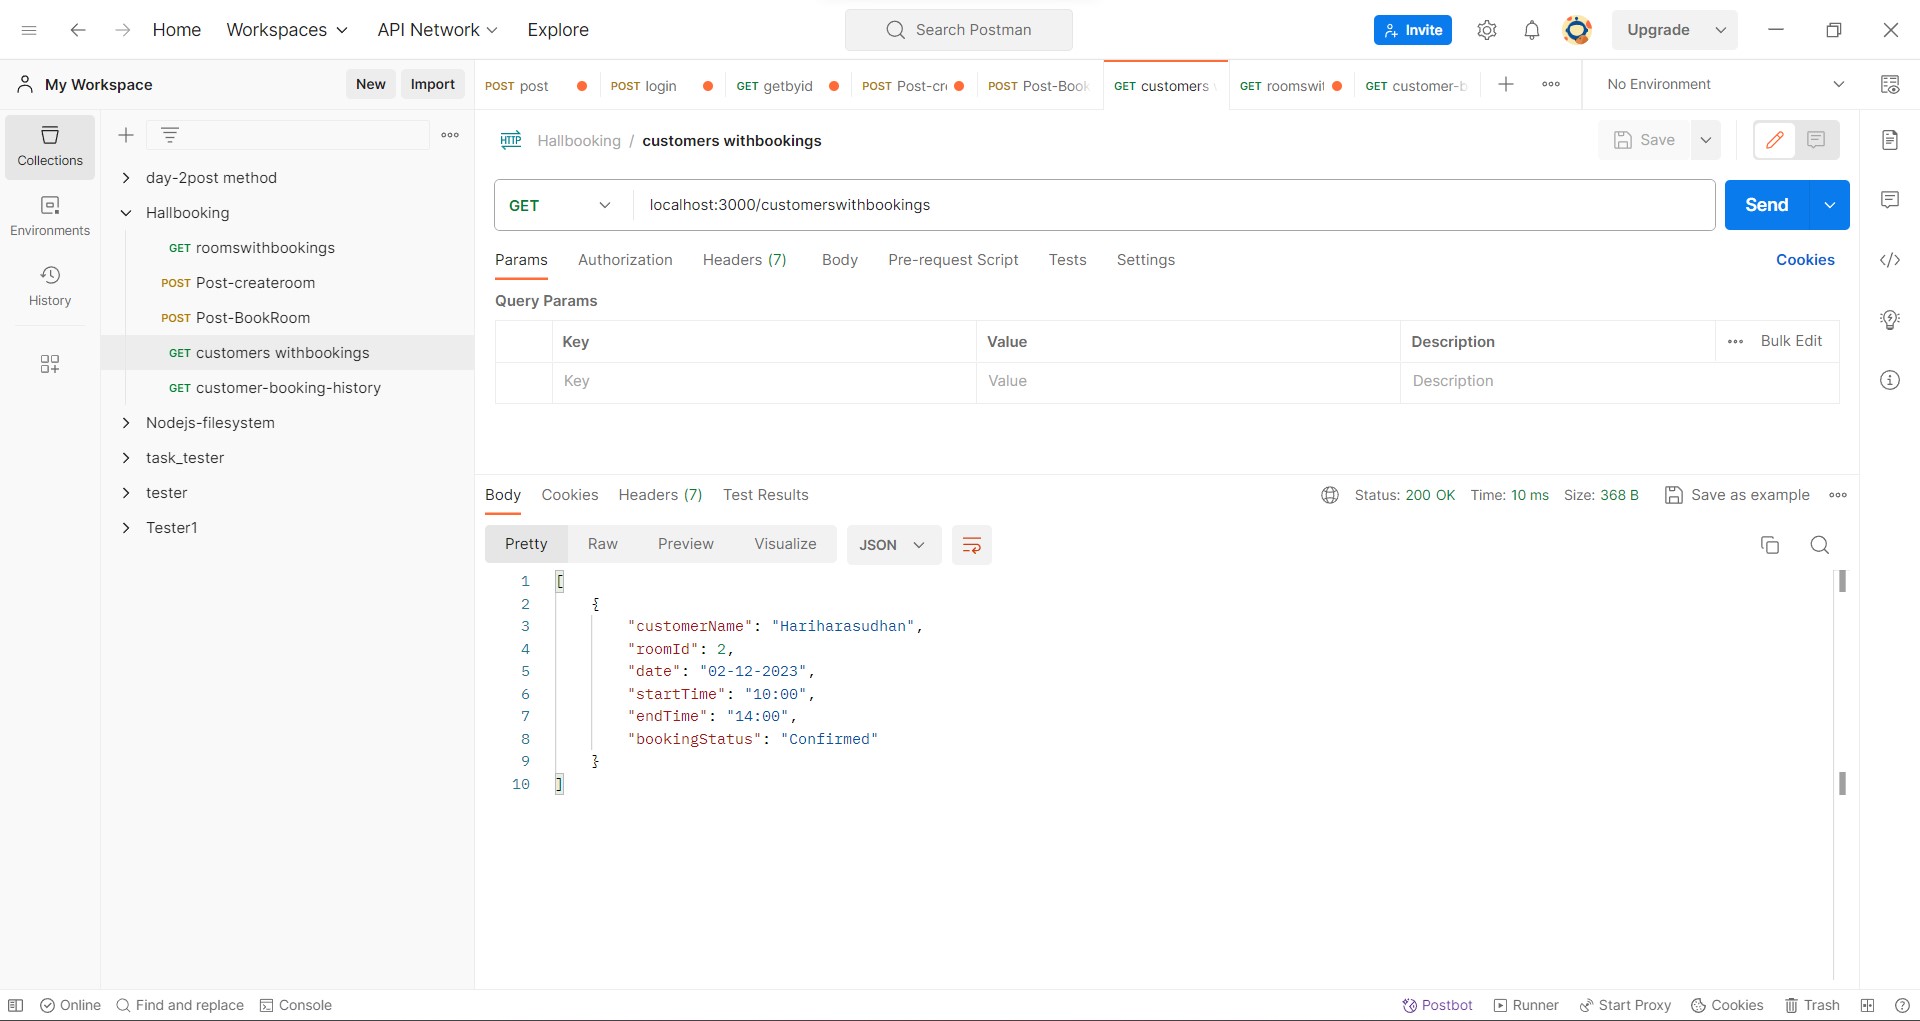 Home Workspaces API Network Explore Search Postman Invite Upgrade
My Workspace New Import
POST post POST login GET getbyid POST Post-cr POST Post-Book GET customers GET roomswit GET customer-b No Environment
Collections
Environments
History
day-2post method
Hallbooking
GET roomswithbookings
POST Post-createroom
POST Post-BookRoom
GET customers withbookings
GET customer-booking-history
Nodejs-filesystem
task_tester
tester
Tester1
HTTP Hallbooking / customers withbookings Save
GET localhost:3000/customerswithbookings Send
Params Authorization Headers (7) Body Pre-request Script Tests Settings Cookies
Query Params
Key Value Description Bulk Edit
Key Value Description
Body Cookies Headers (7) Test Results Status: 200 OK Time: 10 ms Size: 368 B Save as example
Pretty Raw Preview Visualize JSON
1 [
2 {
3 "customerName": "Hariharasudhan",
4 "roomId": 2,
5 "date": "02-12-2023",
6 "startTime": "10:00",
7 "endTime": "14:00",
8 "bookingStatus": "Confirmed"
9 }
10 ]
Online Find and replace Console Postbot Runner Start Proxy Cookies Trash